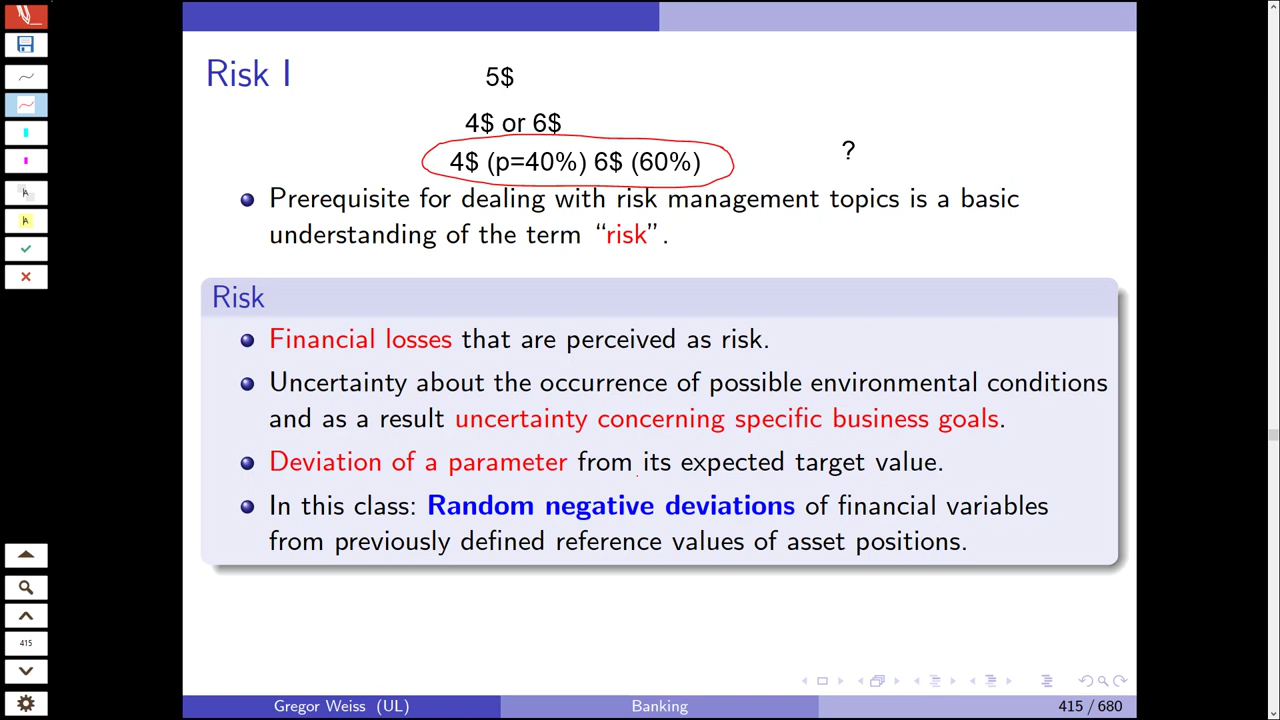 Risk I
5$
4$ or 6$
4$ (p=40%) 6$ (60%)
?
Prerequisite for dealing with risk management topics is a basic
understanding of the term “risk”.
Risk
Financial losses that are perceived as risk.
Uncertainty about the occurrence of possible environmental conditions
and as a result uncertainty concerning specific business goals.
Deviation of a parameter from its expected target value.
In this class: Random negative deviations of financial variables
from previously defined reference values of asset positions.
415
Gregor Weiss (UL) Banking 415 / 680